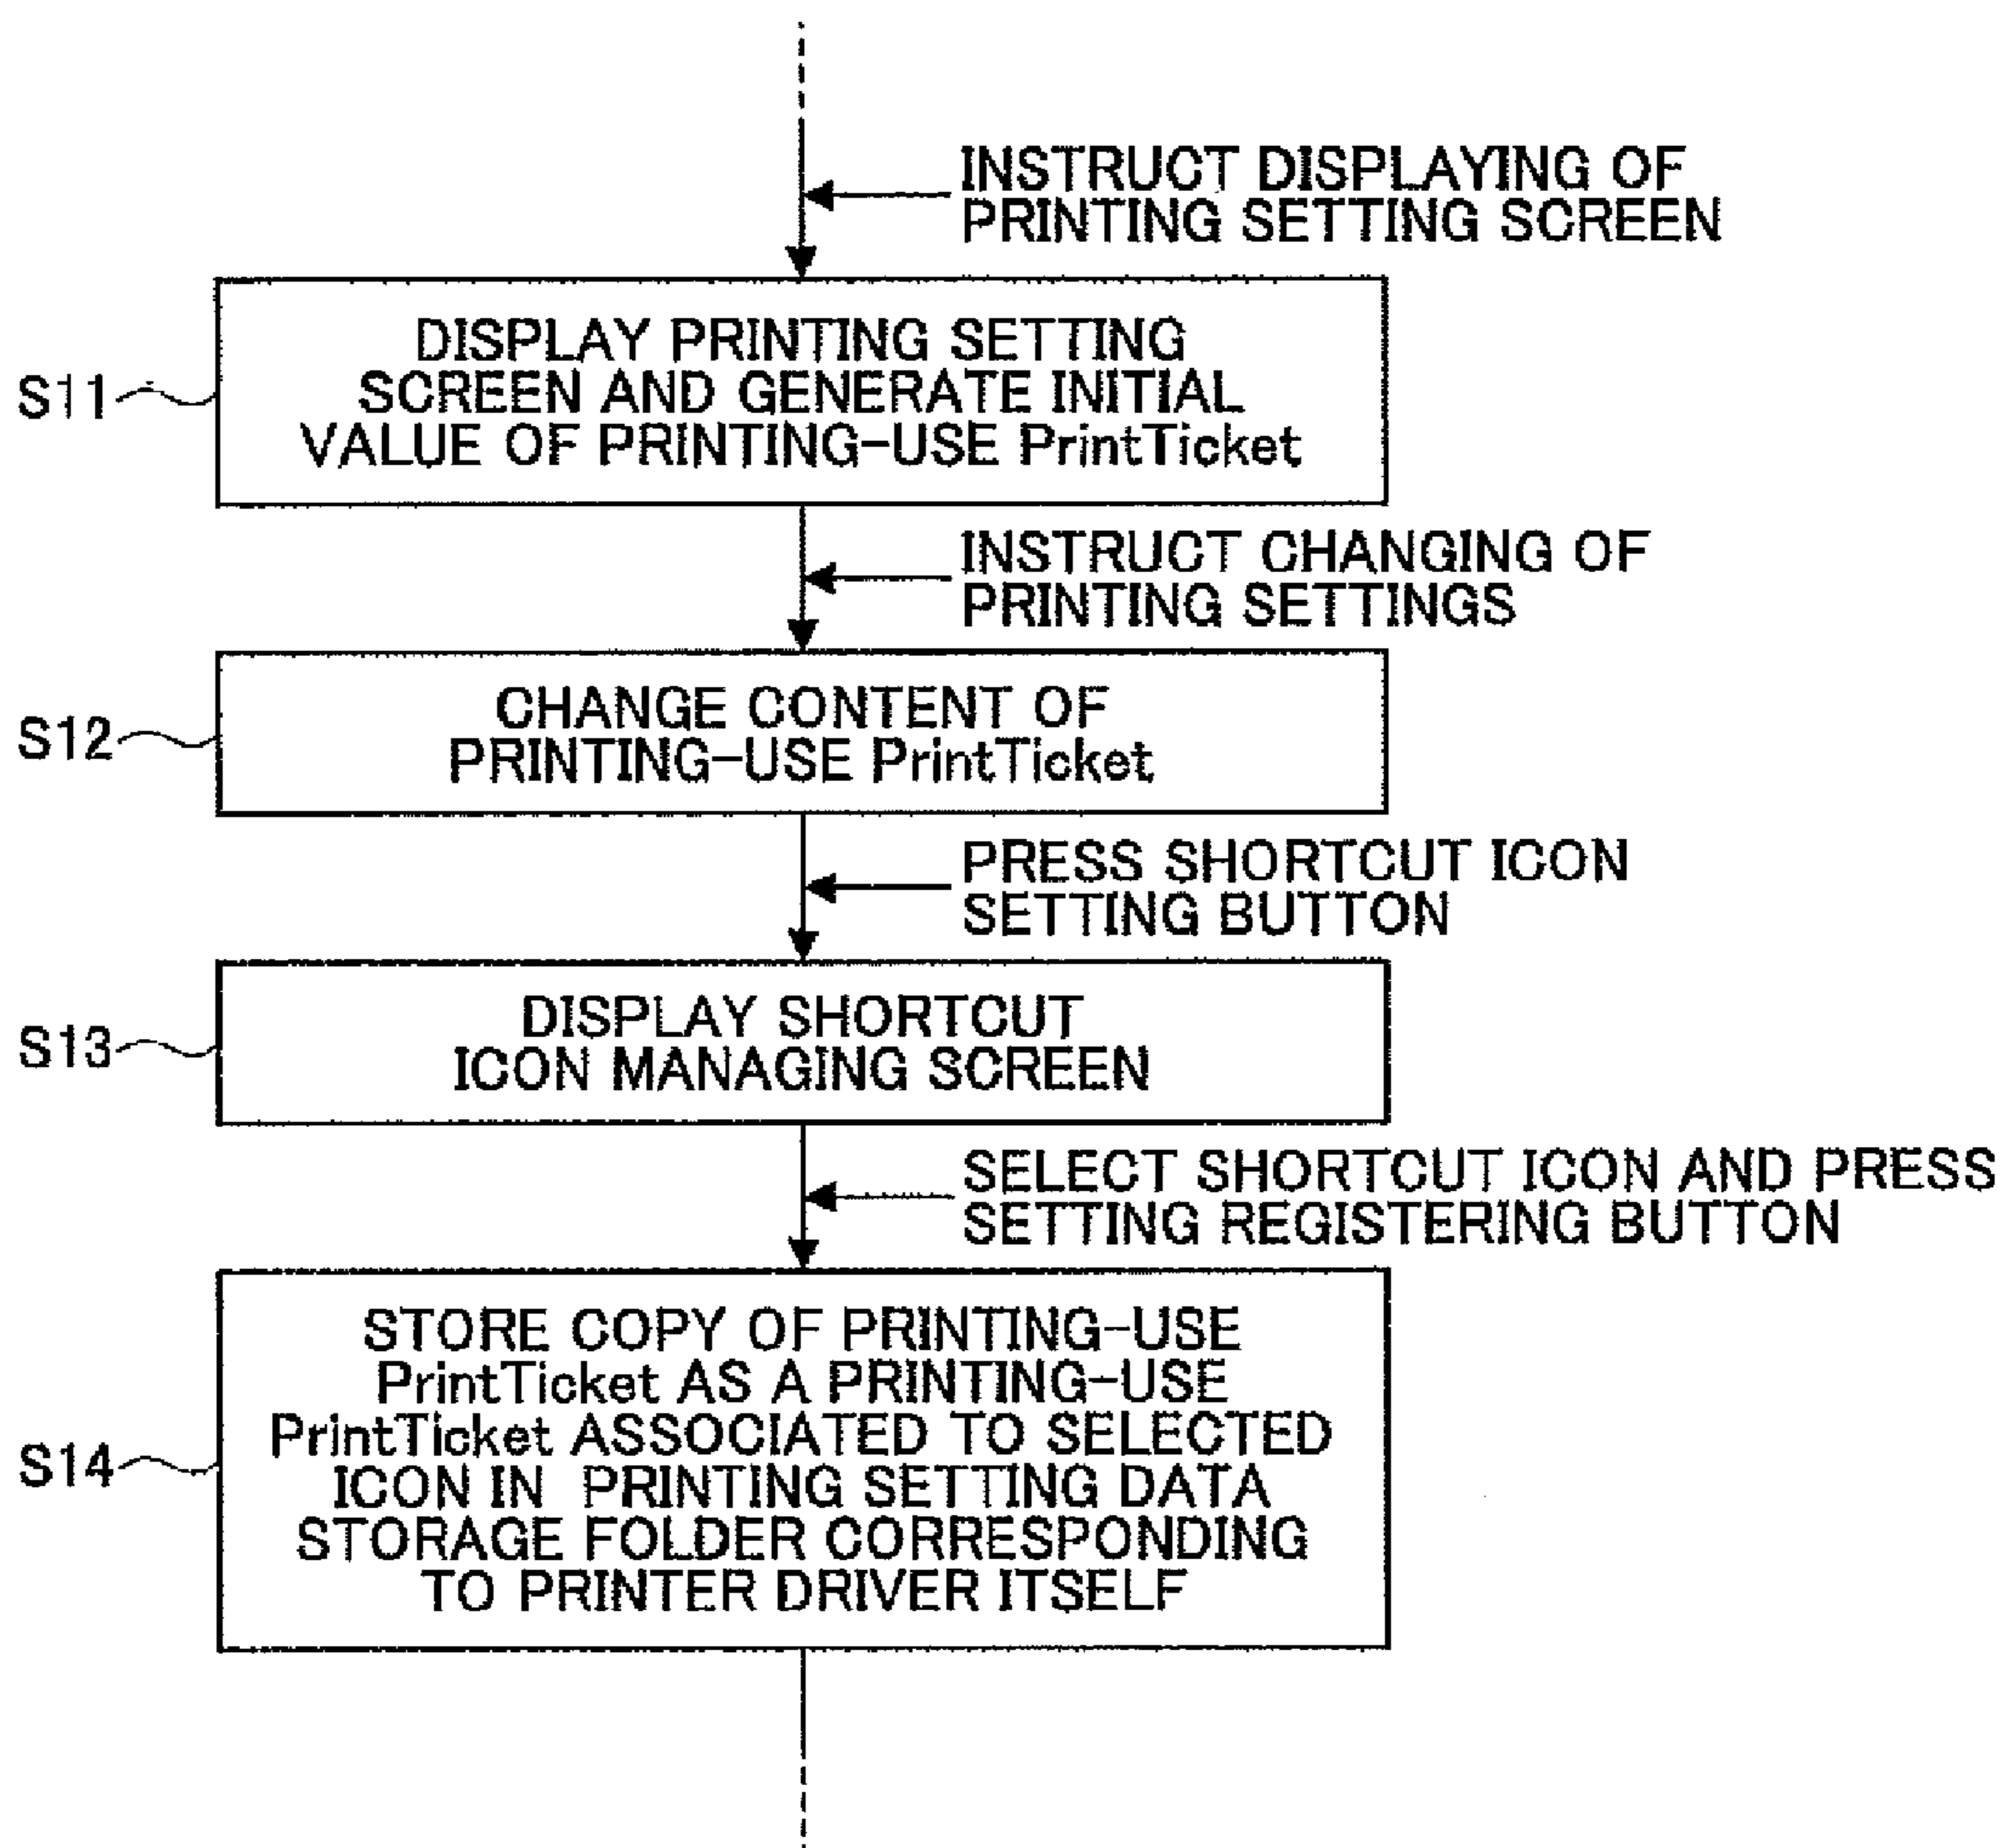 INSTRUCT DISPLAYING OF
PRINTING SETTING SCREEN
S11
DISPLAY PRINTING SETTING
SCREEN AND GENERATE INITIAL
VALUE OF PRINTING-USE PrintTicket
INSTRUCT CHANGING OF
PRINTING SETTINGS
S12
CHANGE CONTENT OF
PRINTING-USE PrintTicket
PRESS SHORTCUT ICON
SETTING BUTTON
S13
DISPLAY SHORTCUT
ICON MANAGING SCREEN
SELECT SHORTCUT ICON AND PRESS
SETTING REGISTERING BUTTON
S14
STORE COPY OF PRINTING-USE
PrintTicket AS A PRINTING-USE
PrintTicket ASSOCIATED TO SELECTED
ICON IN PRINTING SETTING DATA
STORAGE FOLDER CORRESPONDING
TO PRINTER DRIVER ITSELF